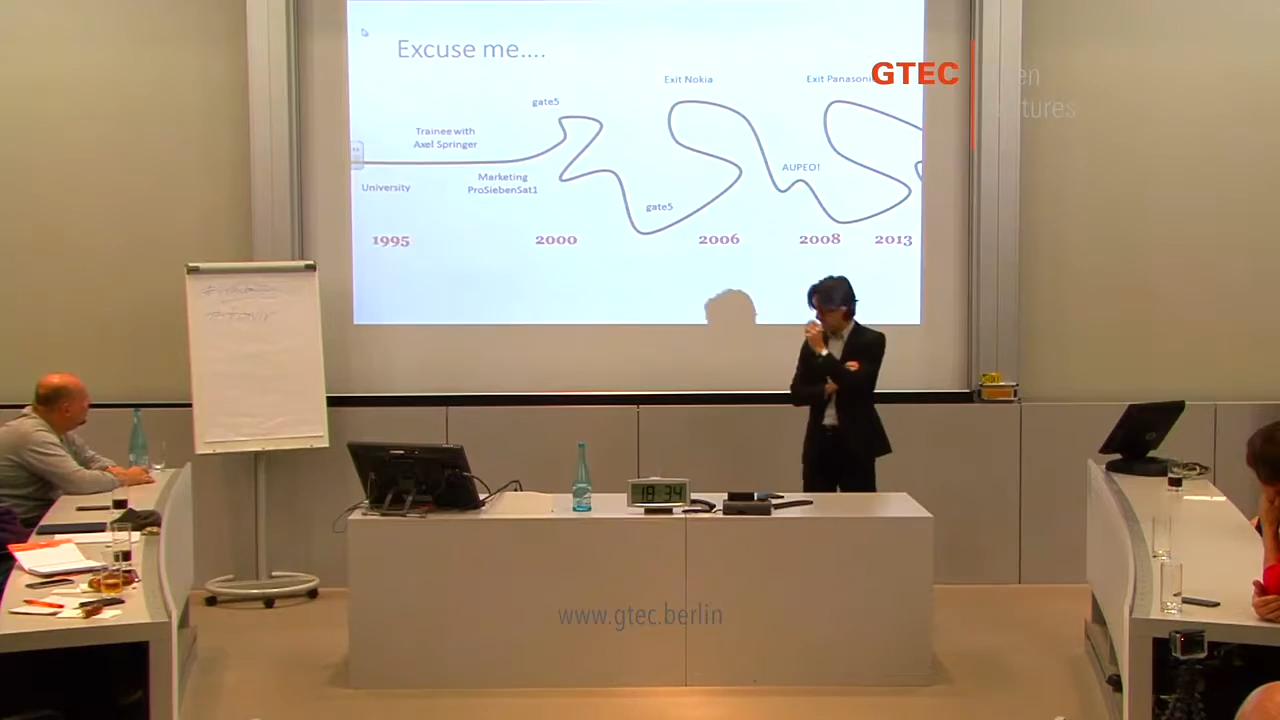 Excuse me....
Exit Nokia
Exit Panasonic
GTEC
gate5
Trainee with
Axel Springer
AUPEO!
Marketing
ProSiebenSat1
University
gate5
1995
2000
2006
2008
2013
18:34
www.gtec.berlin